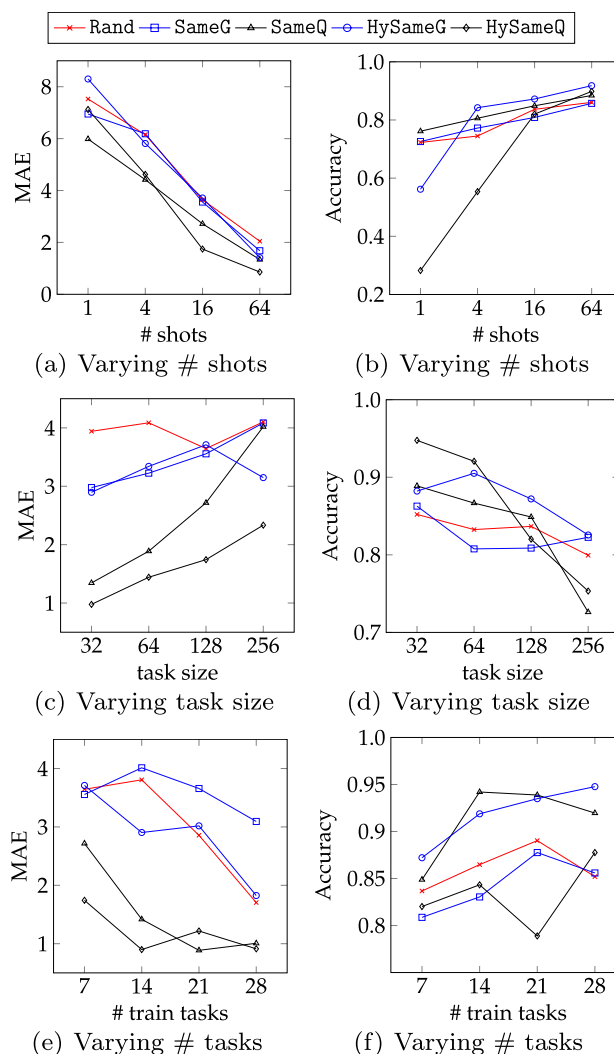 Rand SameG SameQ HySameG HySameQ
8
6
4
2
0
MAE
1 4 16 64
# shots
(a) Varying # shots
1.0
0.8
0.6
0.4
0.2
Accuracy
1 4 16 64
# shots
(b) Varying # shots
4
3
2
1
MAE
32 64 128 256
task size
(c) Varying task size
1.0
0.9
0.8
0.7
Accuracy
32 64 128 256
task size
(d) Varying task size
4
3
2
1
MAE
7 14 21 28
# train tasks
(e) Varying # tasks
1.0
0.95
0.9
0.85
0.8
Accuracy
7 14 21 28
# train tasks
(f) Varying # tasks